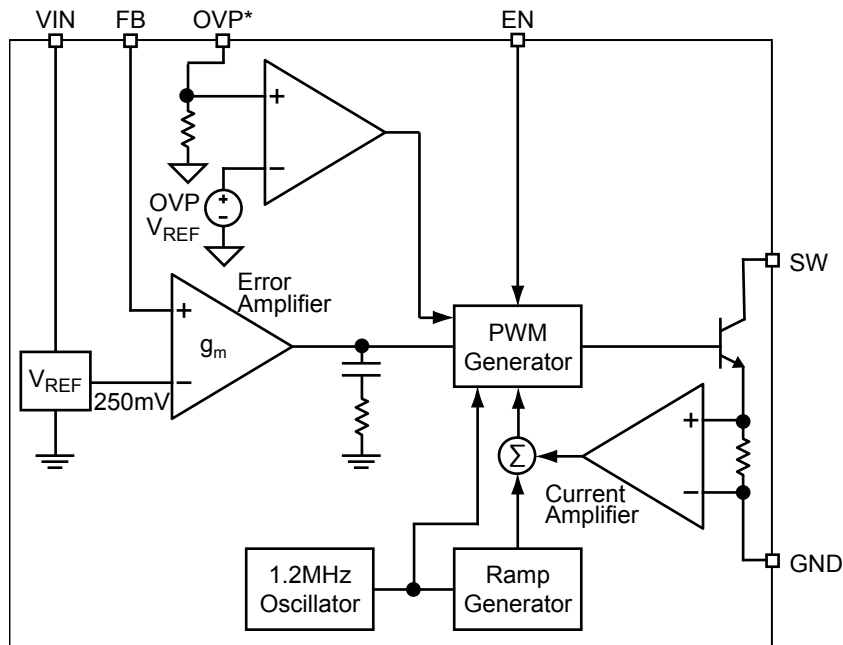 VIN
FB
OVP*
EN
+
−
OVP
VREF
+
−
Error
Amplifier
+
gm
−
VREF
250mV
PWM
Generator
SW
Σ
+
−
Current
Amplifier
1.2MHz
Oscillator
Ramp
Generator
GND